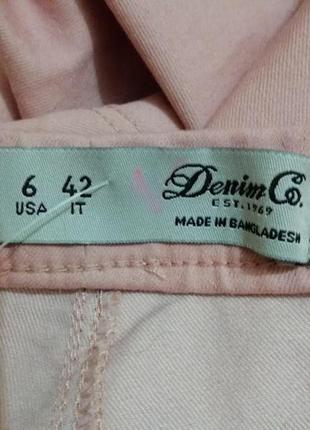 6 42 Denim Co.
USA IT EST. 1969
MADE IN BANGLADESH